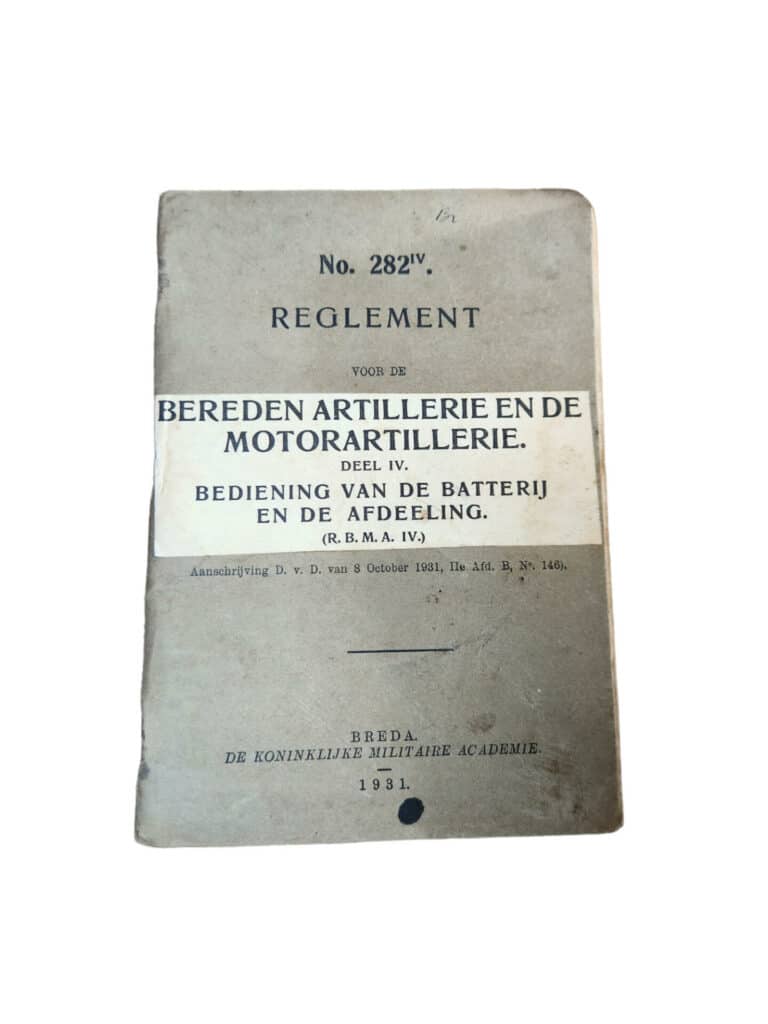 No. 282IV.
REGLEMENT
VOOR DE
BEREDEN ARTILLERIE EN DE
MOTORARTILLERIE.
DEEL IV.
BEDIENING VAN DE BATTERIJ
EN DE AFDEELING.
(R. B. M. A. IV.)
Aanschrijving D. v. D. van 8 October 1931, IIe Afd. B, No. 146).
BREDA.
DE KONINKLIJKE MILITAIRE ACADEMIE.
1931.